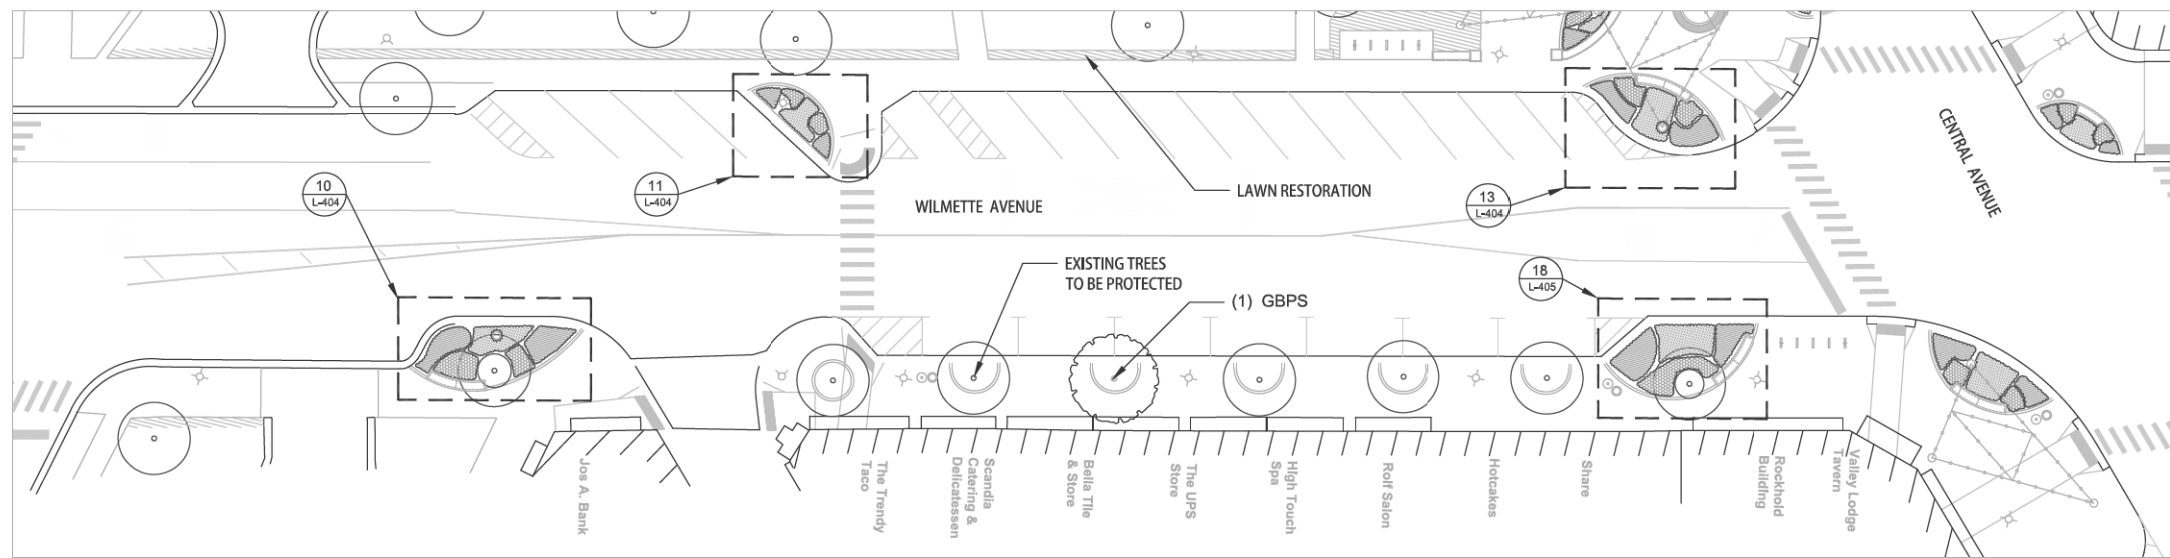 CENTRAL AVENUE
10
L-404
11
L-404
WILMETTE AVENUE
LAWN RESTORATION
13
L-404
EXISTING TREES
TO BE PROTECTED
(1) GBPS
18
L-405
Jos A. Bank
The Trendy
Taco
Scandia
Catering &
Delicatessen
Bella Tile
& Store
The UPS
Store
High Touch
Spa
Rolf Salon
Hotcakes
Share
Rockhold
Building
Valley Lodge
Tavern